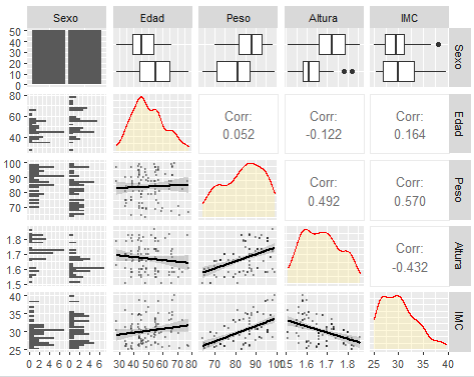 Sexo Edad Peso Altura IMC
50
40
30
20
10
0
Sexo
80
60
40
Corr:
0.052
Corr:
-0.122
Corr:
0.164
Edad
100
90
80
70
Corr:
0.492
Corr:
0.570
Peso
1.8
1.7
1.6
1.5
Corr:
-0.432
Altura
40
35
30
25
IMC
0 2 4 6 0 2 4 6 30 40 50 60 70 80 70 80 90 100 1.5 1.6 1.7 1.8 25 30 35 40